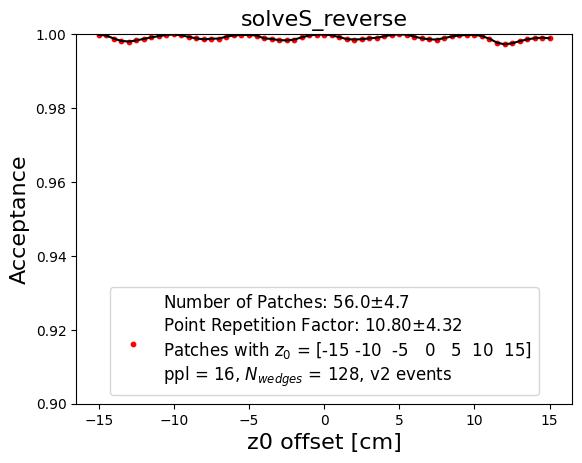 solveS_reverse
1.00
0.98
0.96
0.94
0.92
0.90
Acceptance
Number of Patches: 56.0±4.7
Point Repetition Factor: 10.80±4.32
Patches with z₀ = [-15 -10 -5 0 5 10 15]
ppl = 16, N_wedges = 128, v2 events
−15 −10 −5 0 5 10 15
z0 offset [cm]